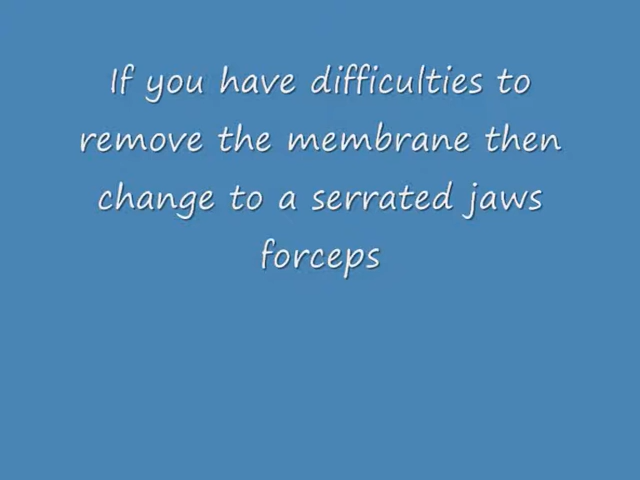 If you have difficulties to
remove the membrane then
change to a serrated jaws
forceps